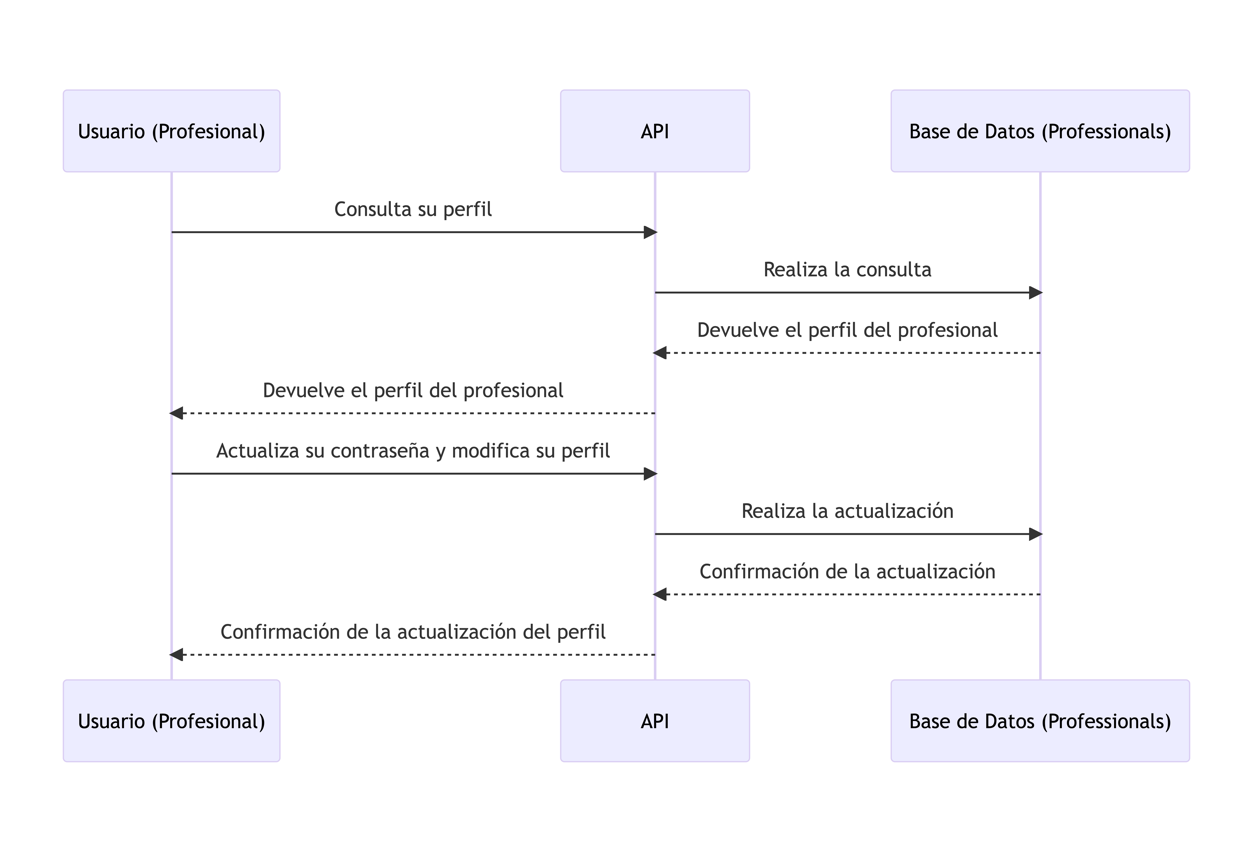 Usuario (Profesional)
API
Base de Datos (Professionals)
Consulta su perfil
Realiza la consulta
Devuelve el perfil del profesional
Devuelve el perfil del profesional
Actualiza su contraseña y modifica su perfil
Realiza la actualización
Confirmación de la actualización
Confirmación de la actualización del perfil
Usuario (Profesional)
API
Base de Datos (Professionals)